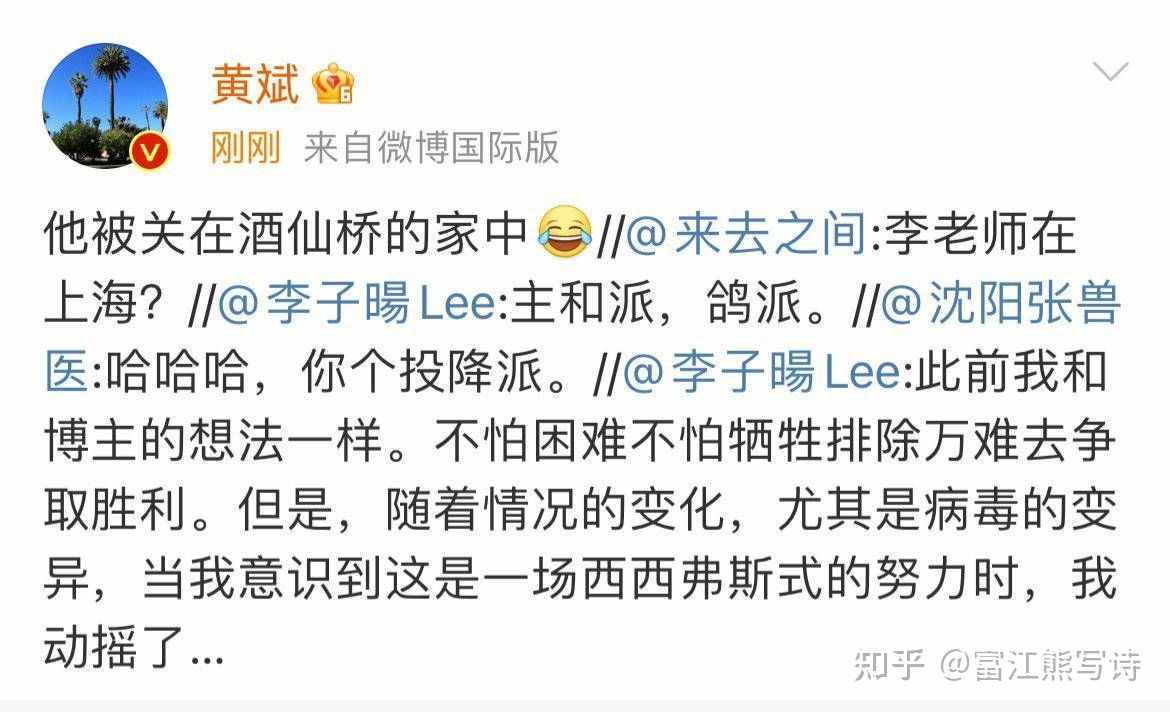 黄斌
刚刚 来自微博国际版
他被关在酒仙桥的家中😂//@来去之间:李老师在
上海？//@李子暘Lee:主和派，鸽派。//@沈阳张兽
医:哈哈哈，你个投降派。//@李子暘Lee:此前我和
博主的想法一样。不怕困难不怕牺牲排除万难去争
取胜利。但是，随着情况的变化，尤其是病毒的变
异，当我意识到这是一场西西弗斯式的努力时，我
动摇了...
知乎 @富江熊写诗